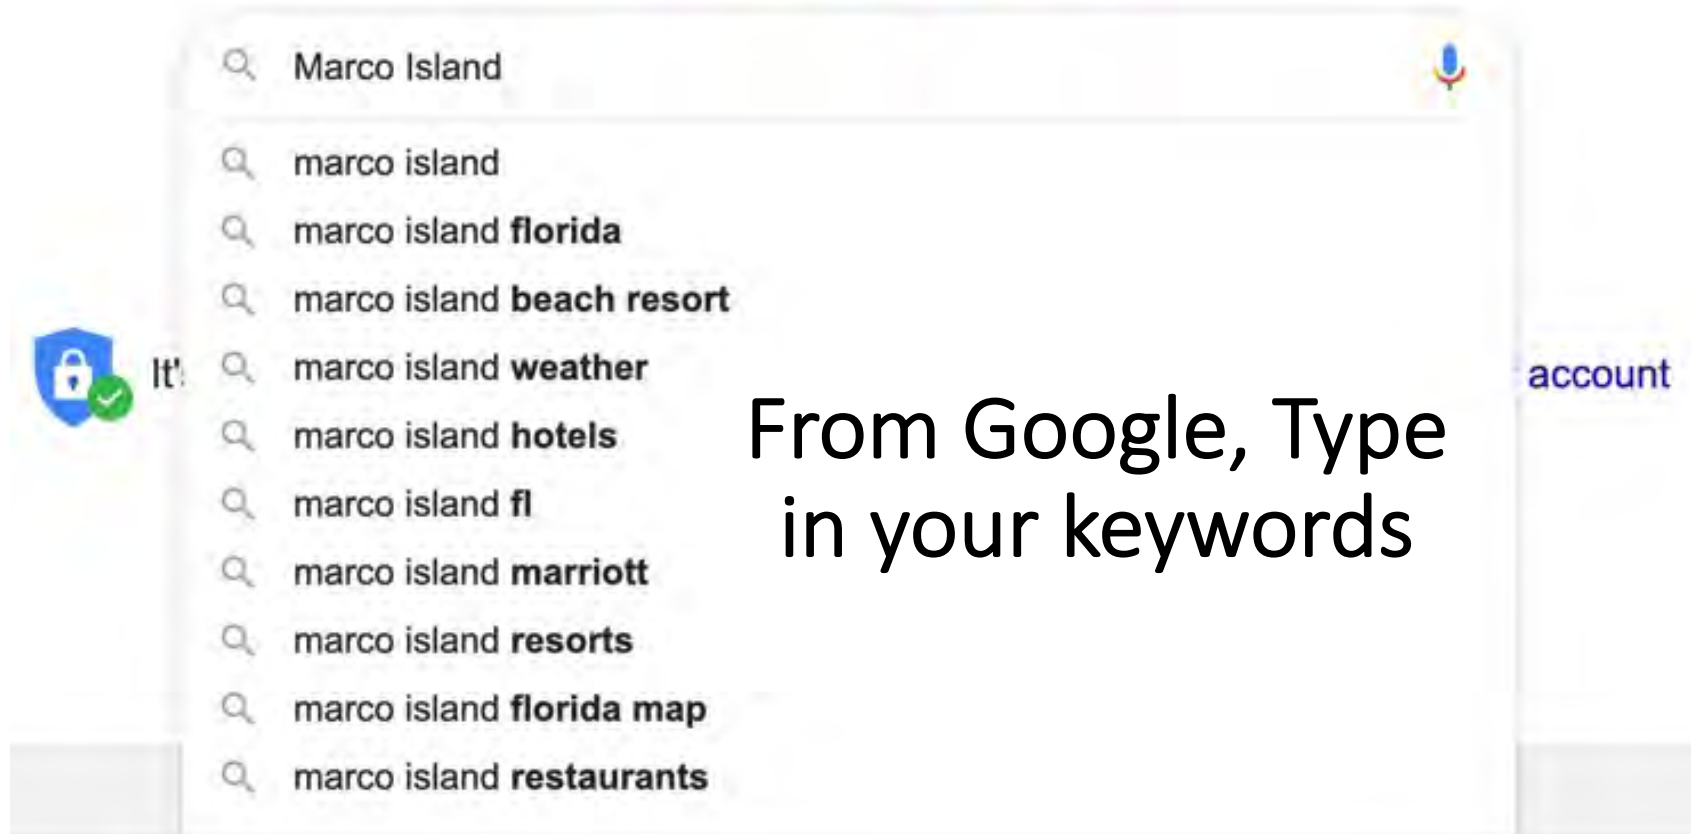 Marco Island
marco island
marco island florida
marco island beach resort
marco island weather
It's
account
marco island hotels
From Google, Type
in your keywords
marco island fl
marco island marriott
marco island resorts
marco island florida map
marco island restaurants